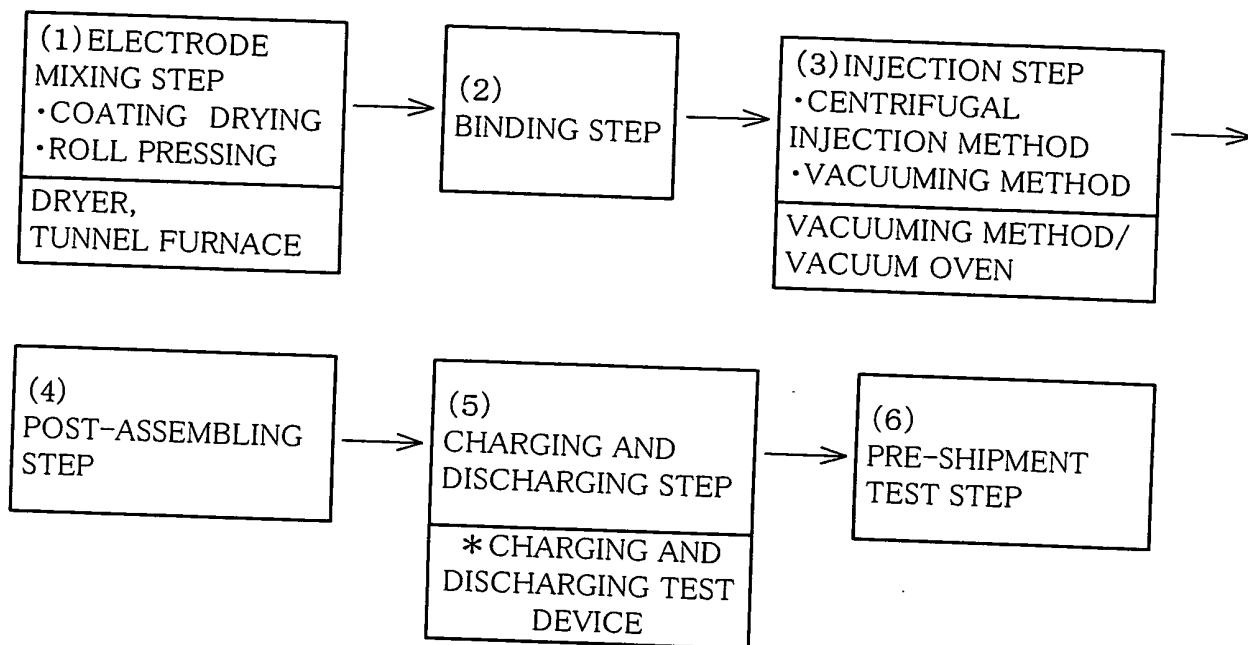 (1)ELECTRODE
MIXING STEP
・COATING DRYING
・ROLL PRESSING
DRYER,
TUNNEL FURNACE
(2)
BINDING STEP
(3)INJECTION STEP
・CENTRIFUGAL
INJECTION METHOD
・VACUUMING METHOD
VACUUMING METHOD/
VACUUM OVEN
(4)
POST-ASSEMBLING
STEP
(5)
CHARGING AND
DISCHARGING STEP
*CHARGING AND
DISCHARGING TEST
DEVICE
(6)
PRE-SHIPMENT
TEST STEP